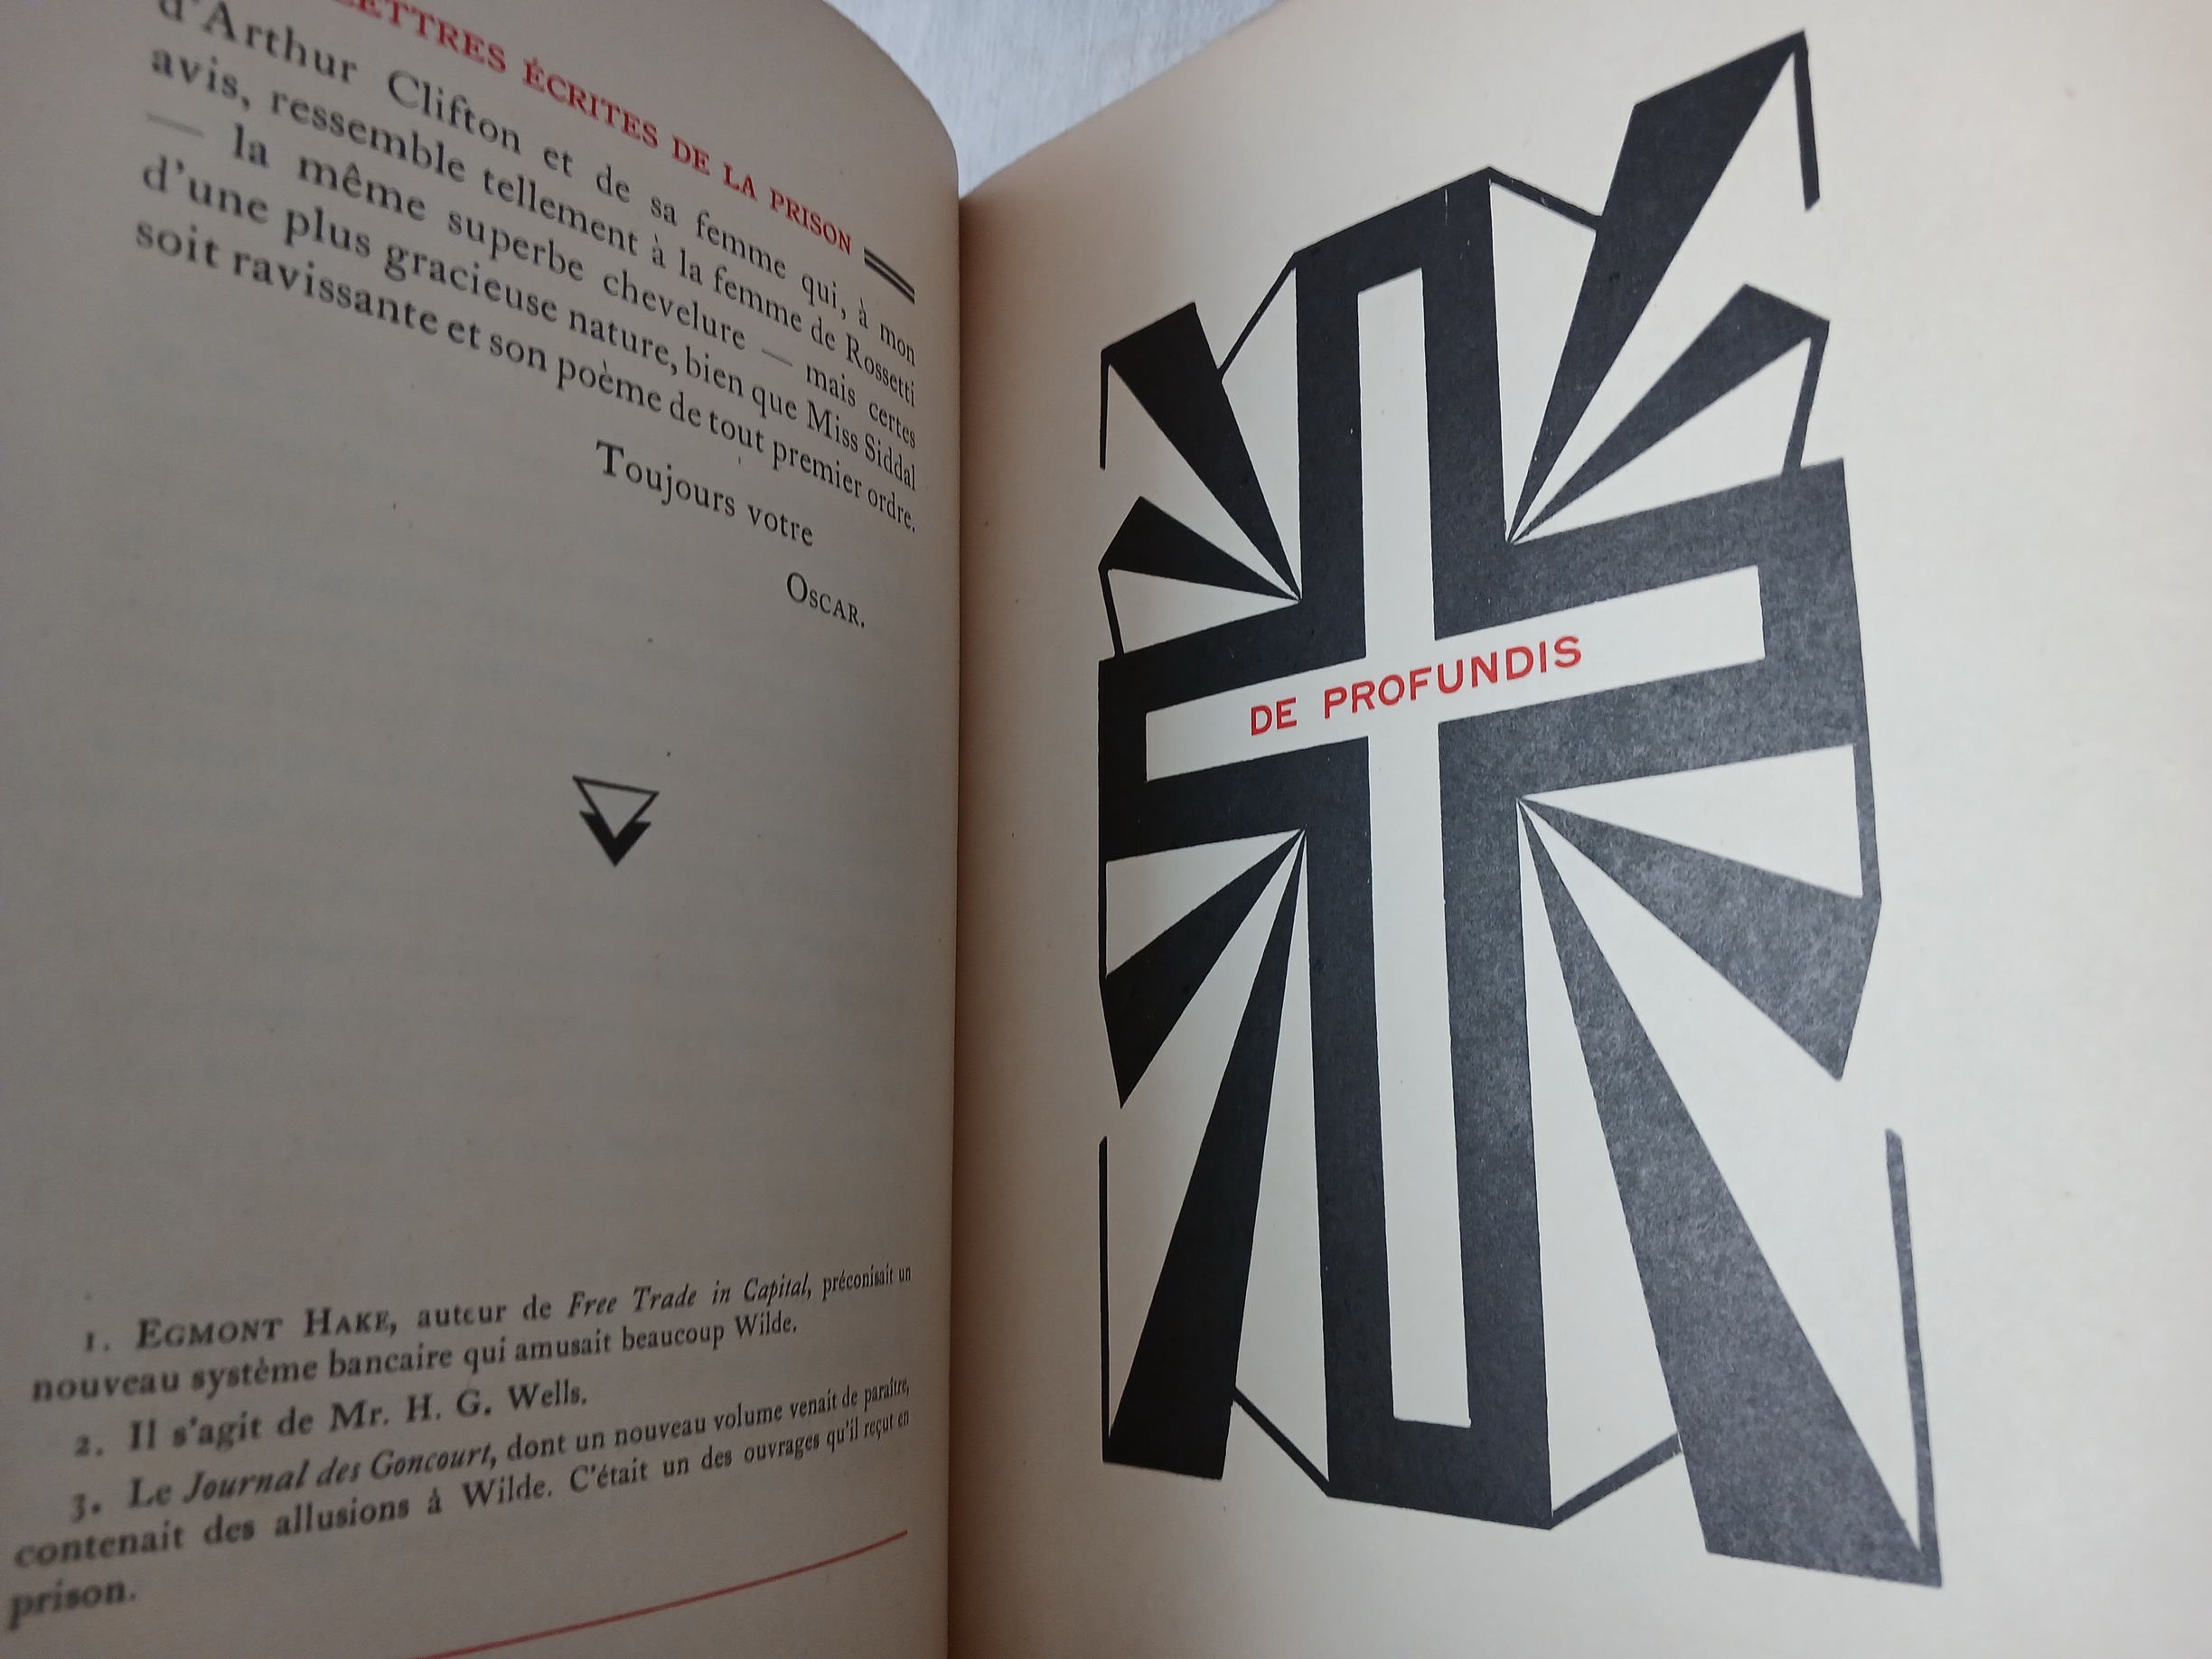 LETTRES ÉCRITES DE LA PRISON
d'Arthur Clifton et de sa femme qui, à mon
avis, ressemble tellement à la femme de Rossetti
— la même superbe chevelure — mais certes
d'une plus gracieuse nature, bien que Miss Siddal
soit ravissante et son poème de tout premier ordre.
Toujours votre
OSCAR.
1. EGMONT HAKE, auteur de Free Trade in Capital, préconisait un
nouveau système bancaire qui amusait beaucoup Wilde.
2. Il s'agit de Mr. H. G. Wells.
3. Le Journal des Goncourt, dont un nouveau volume venait de paraître,
contenait des allusions à Wilde. C'était un des ouvrages qu'il reçut en
prison.
DE PROFUNDIS